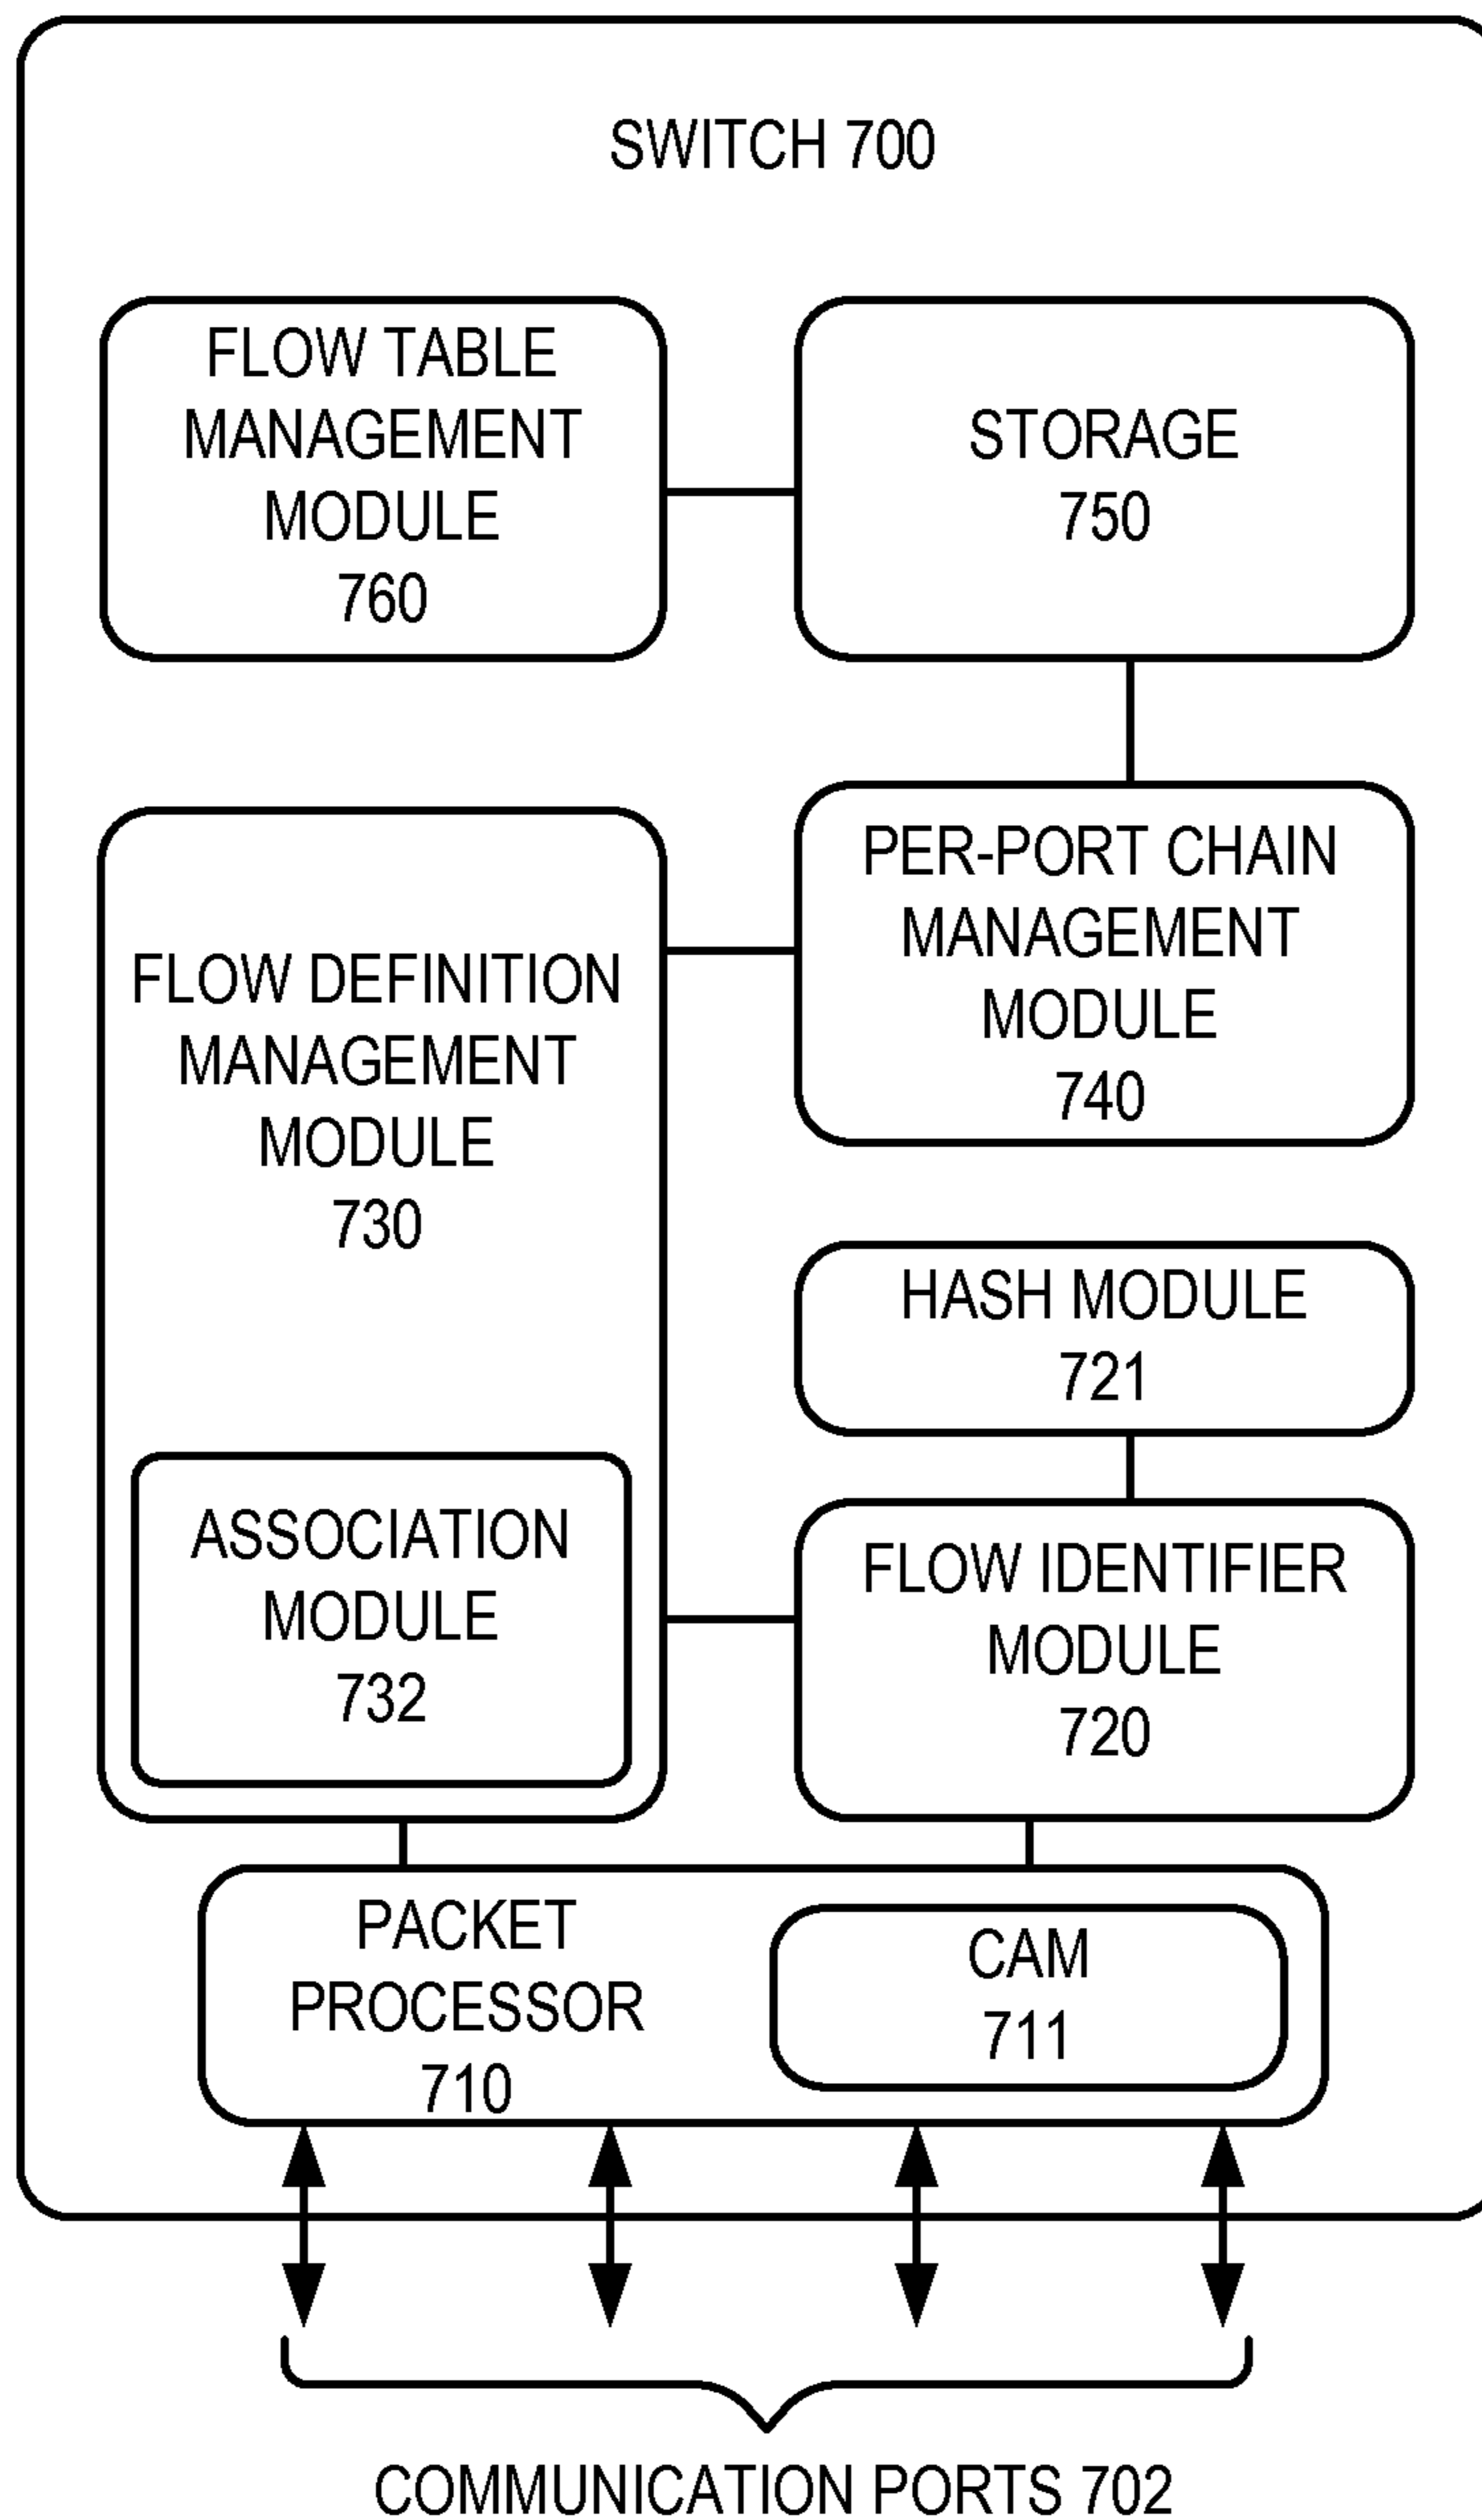 SWITCH 700
FLOW TABLE
MANAGEMENT
MODULE
760
STORAGE
750
PER-PORT CHAIN
MANAGEMENT
MODULE
740
FLOW DEFINITION
MANAGEMENT
MODULE
730
HASH MODULE
721
ASSOCIATION
MODULE
732
FLOW IDENTIFIER
MODULE
720
PACKET
PROCESSOR
710
CAM
711
COMMUNICATION PORTS 702